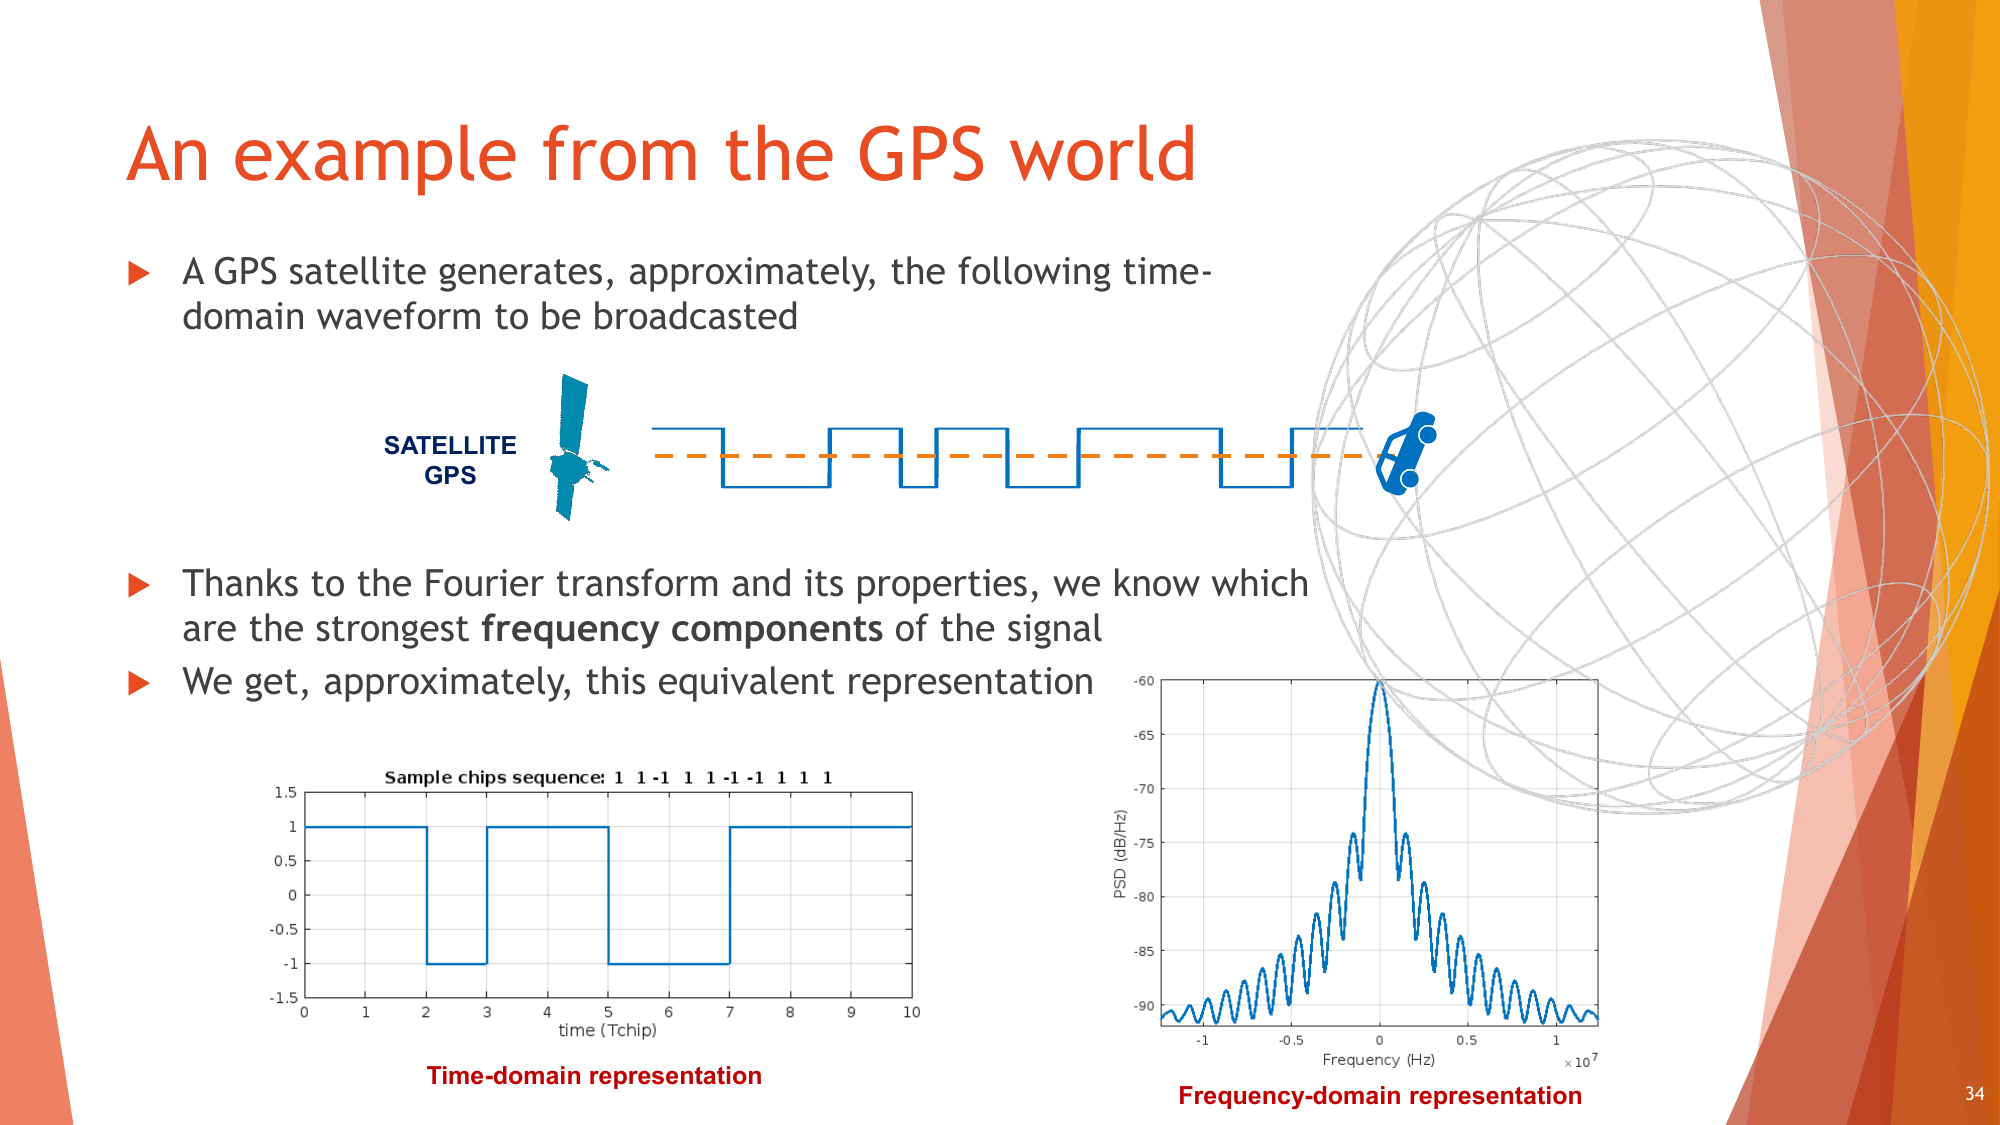 An example from the GPS world
A GPS satellite generates, approximately, the following time-
domain waveform to be broadcasted
SATELLITE
GPS
Thanks to the Fourier transform and its properties, we know which
are the strongest frequency components of the signal
We get, approximately, this equivalent representation
Sample chips sequence: 1 1 -1 1 1 -1 -1 1 1 1
1.5
1
0.5
0
-0.5
-1
-1.5
0 1 2 3 4 5 6 7 8 9 10
time (Tchip)
Time-domain representation
-60
-65
-70
-75
-80
-85
-90
PSD (dB/Hz)
-1 -0.5 0 0.5 1
Frequency (Hz)
×10⁷
Frequency-domain representation
34